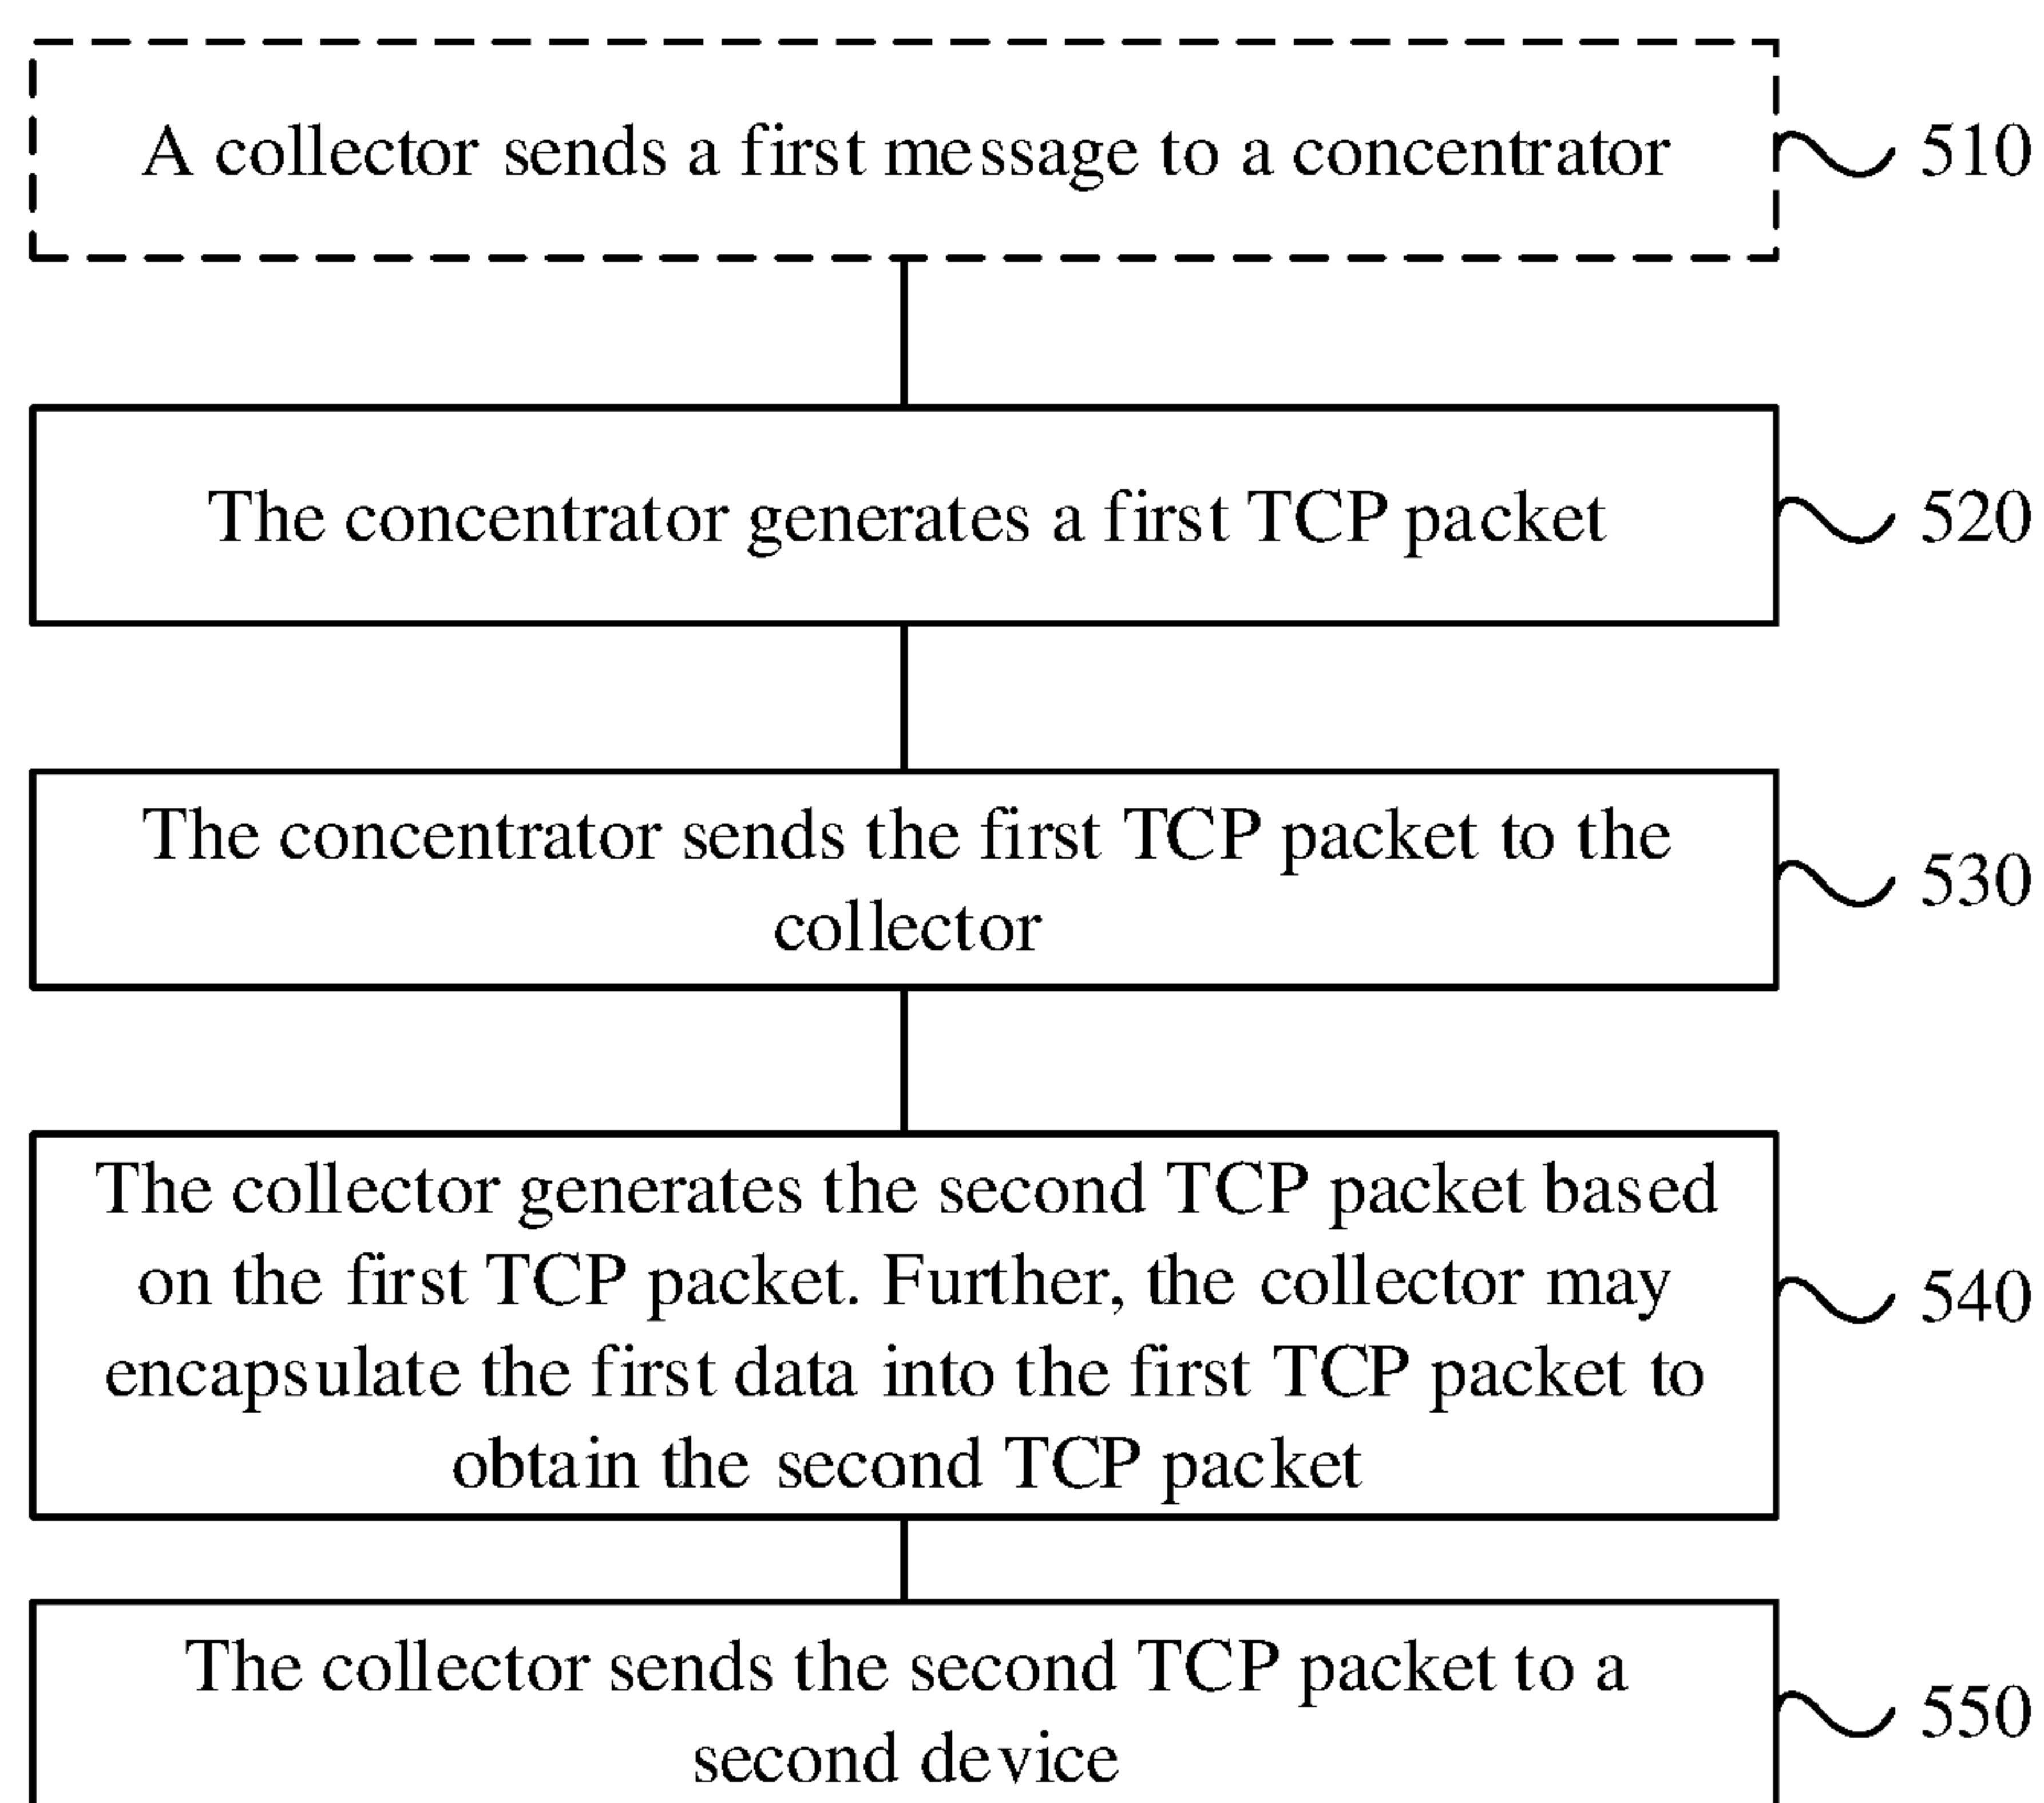 A collector sends a first message to a concentrator
510
The concentrator generates a first TCP packet
520
The concentrator sends the first TCP packet to the
collector
530
The collector generates the second TCP packet based
on the first TCP packet. Further, the collector may
encapsulate the first data into the first TCP packet to
obtain the second TCP packet
540
The collector sends the second TCP packet to a
second device
550